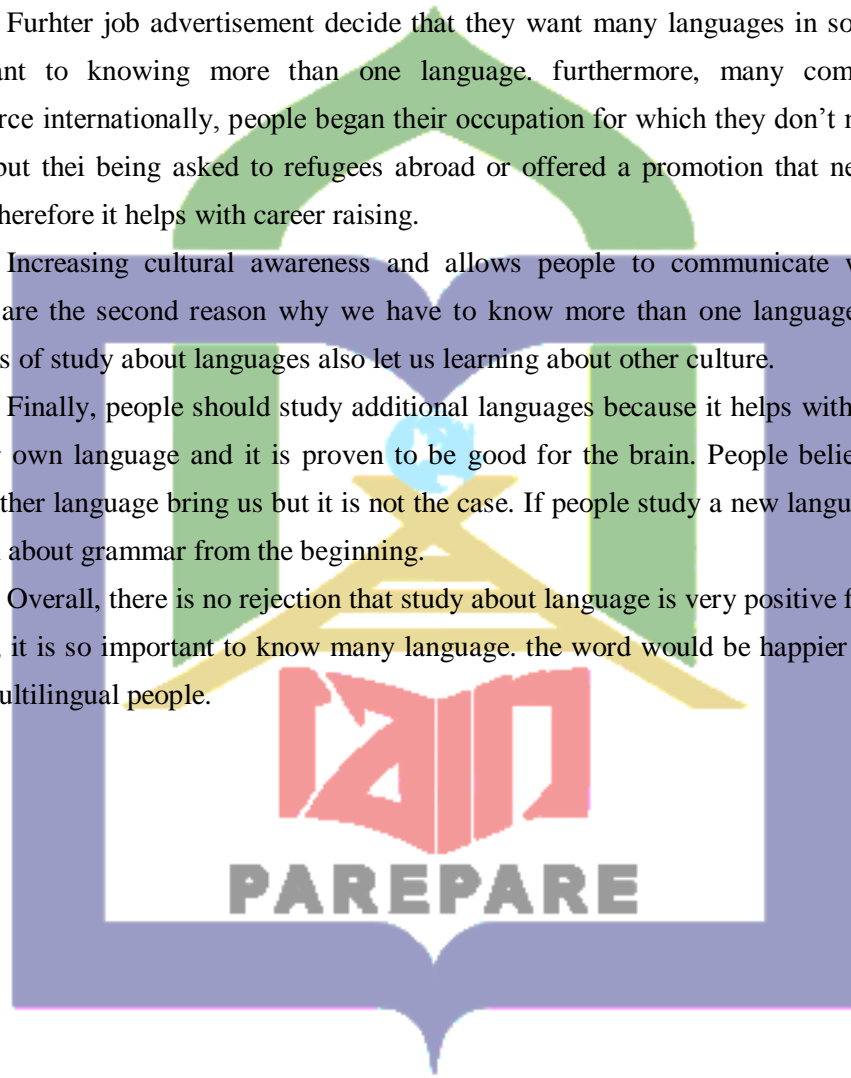 Furhter job advertisement decide that they want many languages in so
ant to knowing more than one language. furthermore, many com
rce internationally, people began their occupation for which they don't
but thei being asked to refugees abroad or offered a promotion that ne
herefore it helps with career raising.
Increasing cultural awareness and allows people to communicate
are the second reason why we have to know more than one language
s of study about languages also let us learning about other culture.
Finally, people should study additional languages because it helps with
own language and it is proven to be good for the brain. People belie
ther language bring us but it is not the case. If people study a new langu
about grammar from the beginning.
Overall, there is no rejection that study about language is very positive f
, it is so important to know many language. the word would be happier
ultilingual people.
iain
PAREPARE